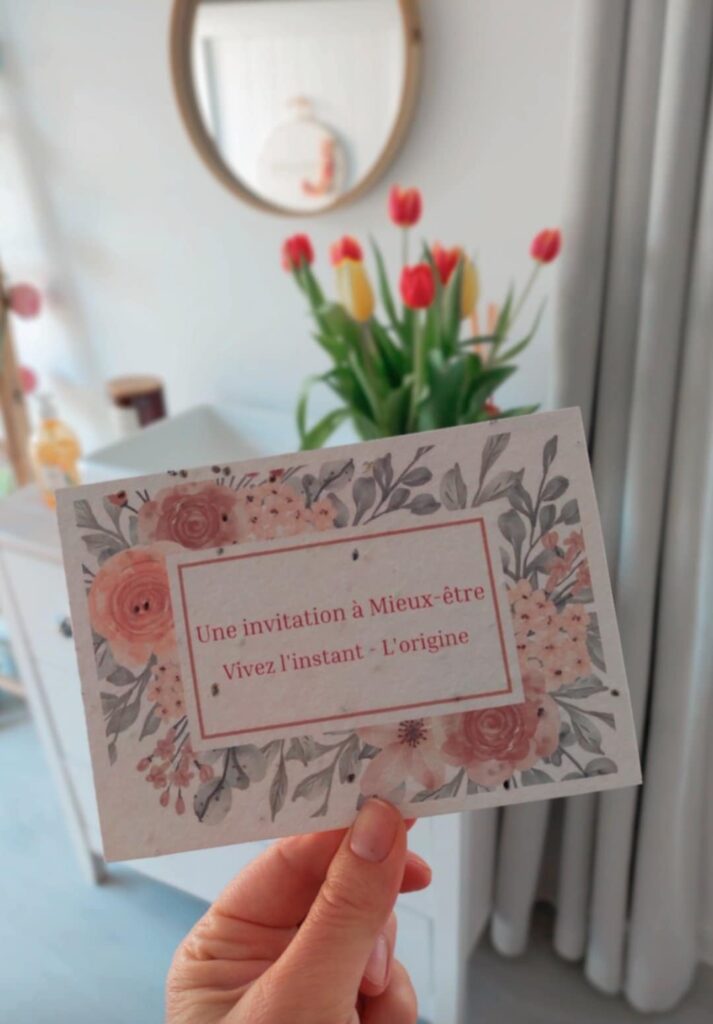 J
Une invitation à Mieux-être
Vivez l'instant - L'origine